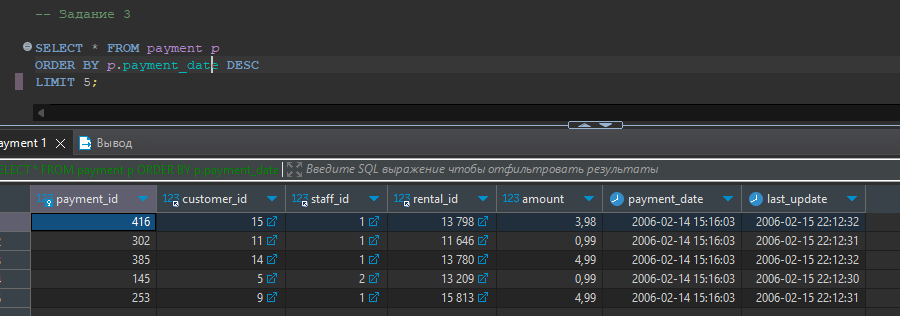 -- Задание 3
SELECT * FROM payment p
ORDER BY p.payment_date DESC
LIMIT 5;
ayment 1 Вывод
ELECT * FROM payment p ORDER BY p.payment_date Введите SQL выражение чтобы отфильтровать результаты
123 payment_id 123 customer_id 123 staff_id 123 rental_id 123 amount payment_date last_update
416 15 1 13 798 3,98 2006-02-14 15:16:03 2006-02-15 22:12:32
302 11 1 11 646 0,99 2006-02-14 15:16:03 2006-02-15 22:12:31
385 14 1 13 780 4,99 2006-02-14 15:16:03 2006-02-15 22:12:32
145 5 2 13 209 0,99 2006-02-14 15:16:03 2006-02-15 22:12:30
253 9 1 15 813 4,99 2006-02-14 15:16:03 2006-02-15 22:12:31